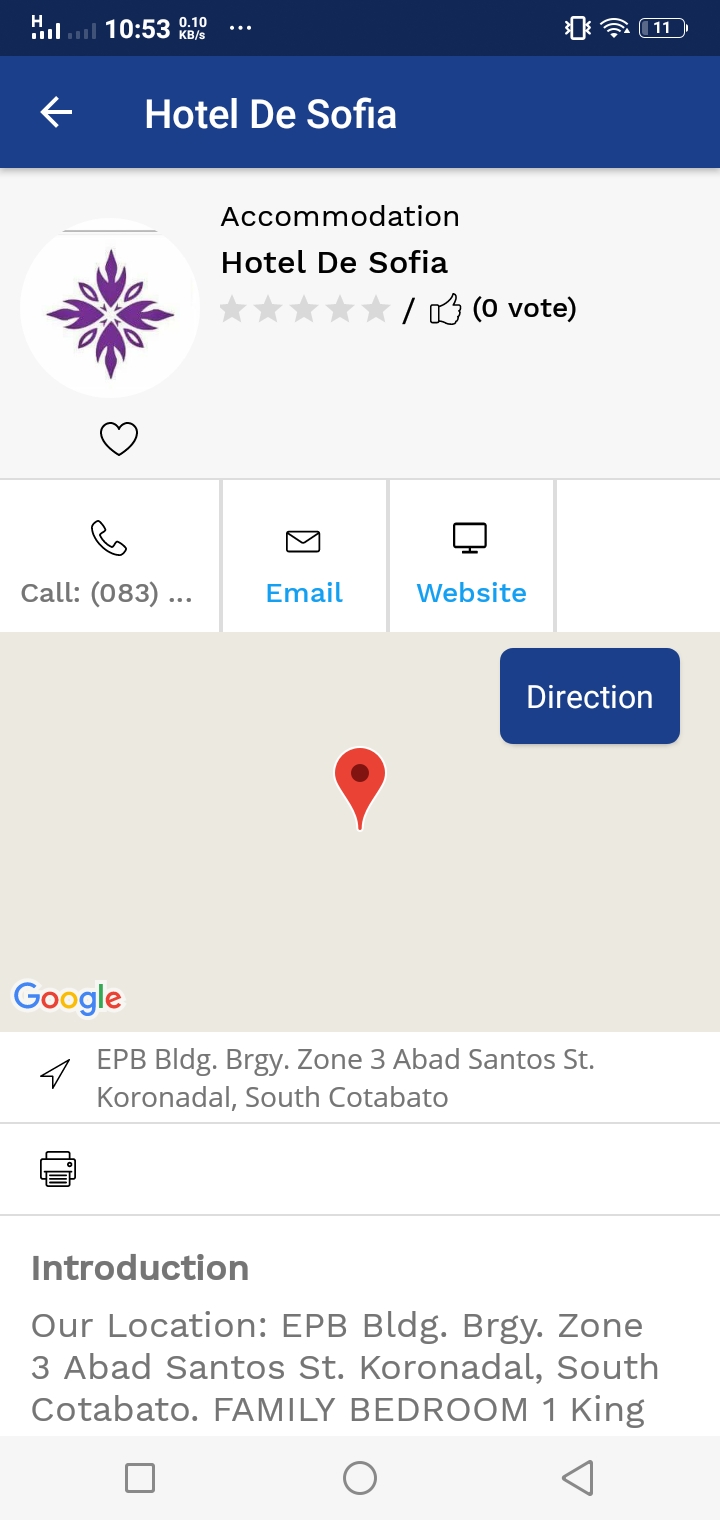 H 10:53 0.10 KB/s ... 11
Hotel De Sofia
Accommodation
Hotel De Sofia
/ (0 vote)
Call: (083) ... Email Website
Direction
Google
EPB Bldg. Brgy. Zone 3 Abad Santos St.
Koronadal, South Cotabato
Introduction
Our Location: EPB Bldg. Brgy. Zone
3 Abad Santos St. Koronadal, South
Cotabato. FAMILY BEDROOM 1 King